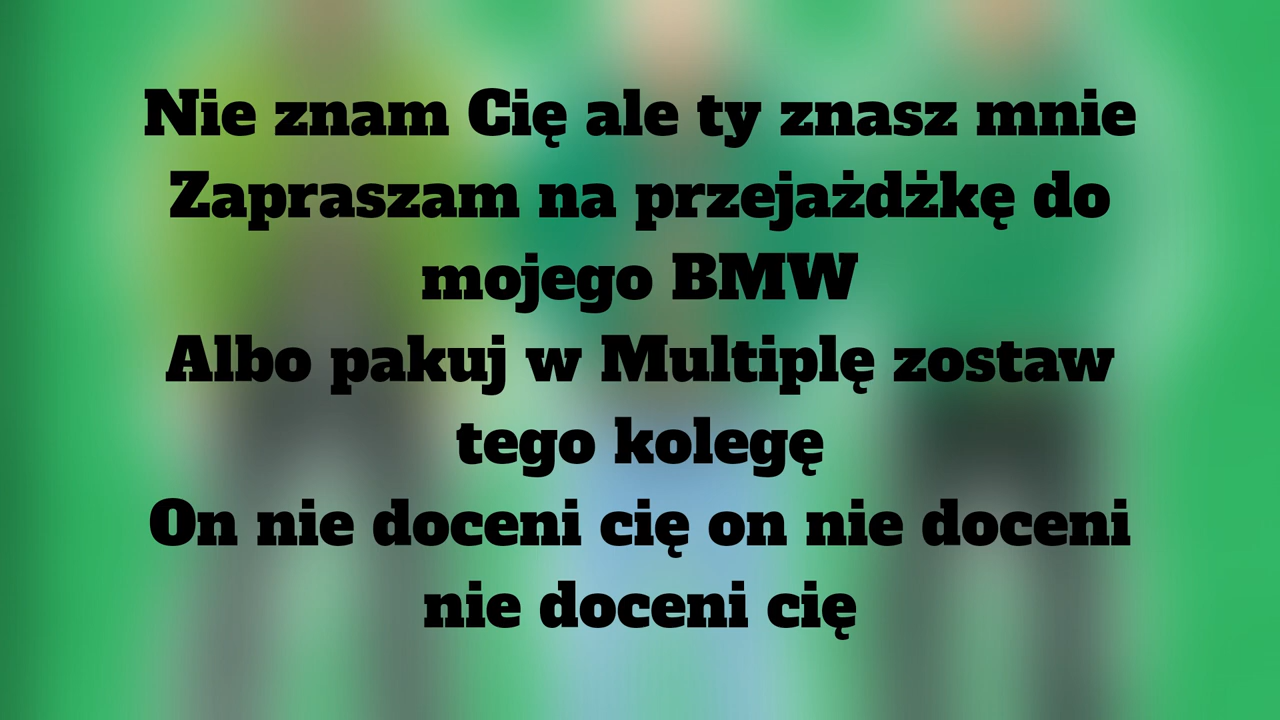 Nie znam Cię ale ty znasz mnie
Zapraszam na przejażdżkę do
mojego BMW
Albo pakuj w Multiplę zostaw
tego kolegę
On nie doceni cię on nie doceni
nie doceni cię